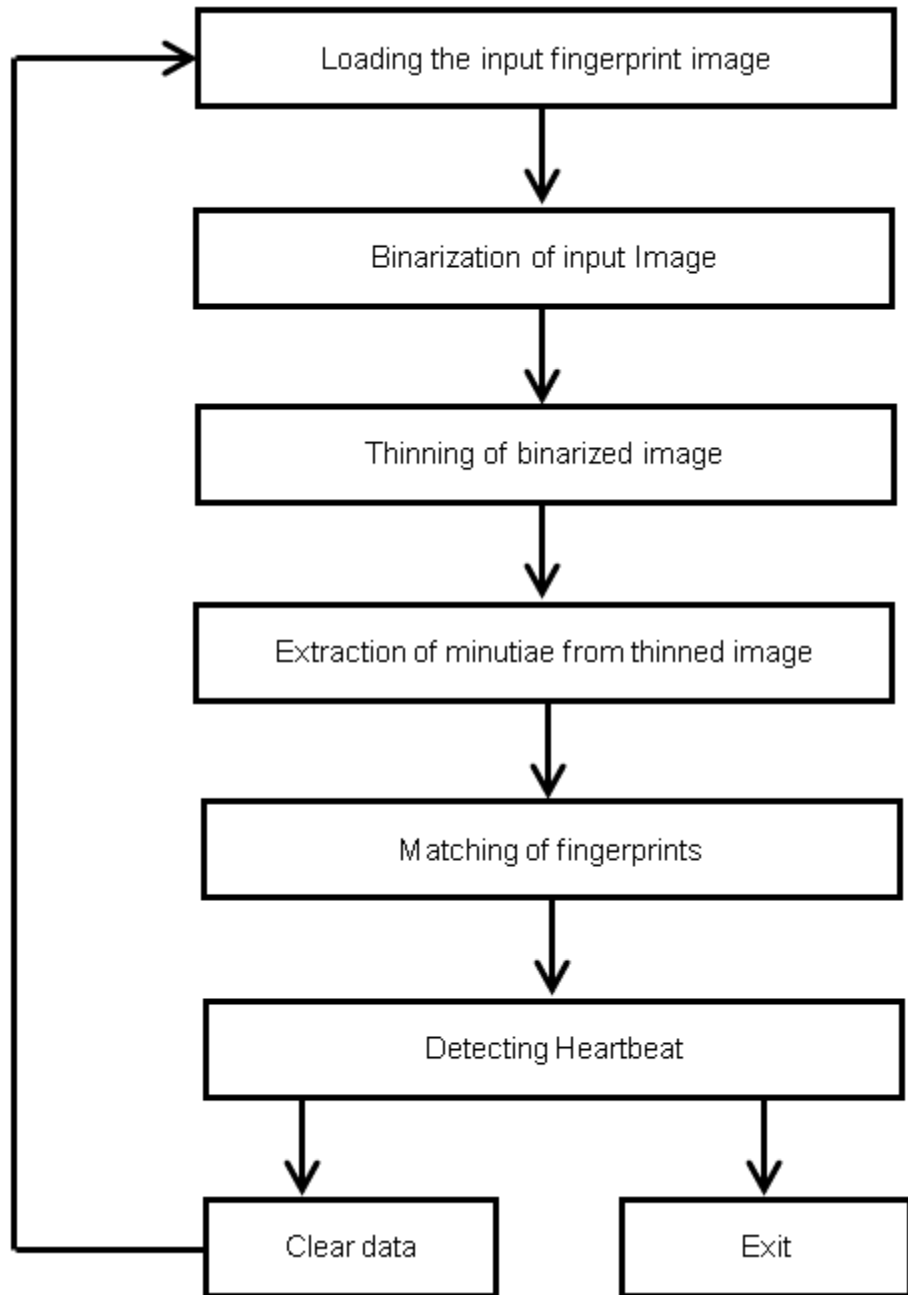 Loading the input fingerprint image
Binarization of input Image
Thinning of binarized image
Extraction of minutiae from thinned image
Matching of fingerprints
Detecting Heartbeat
Clear data
Exit